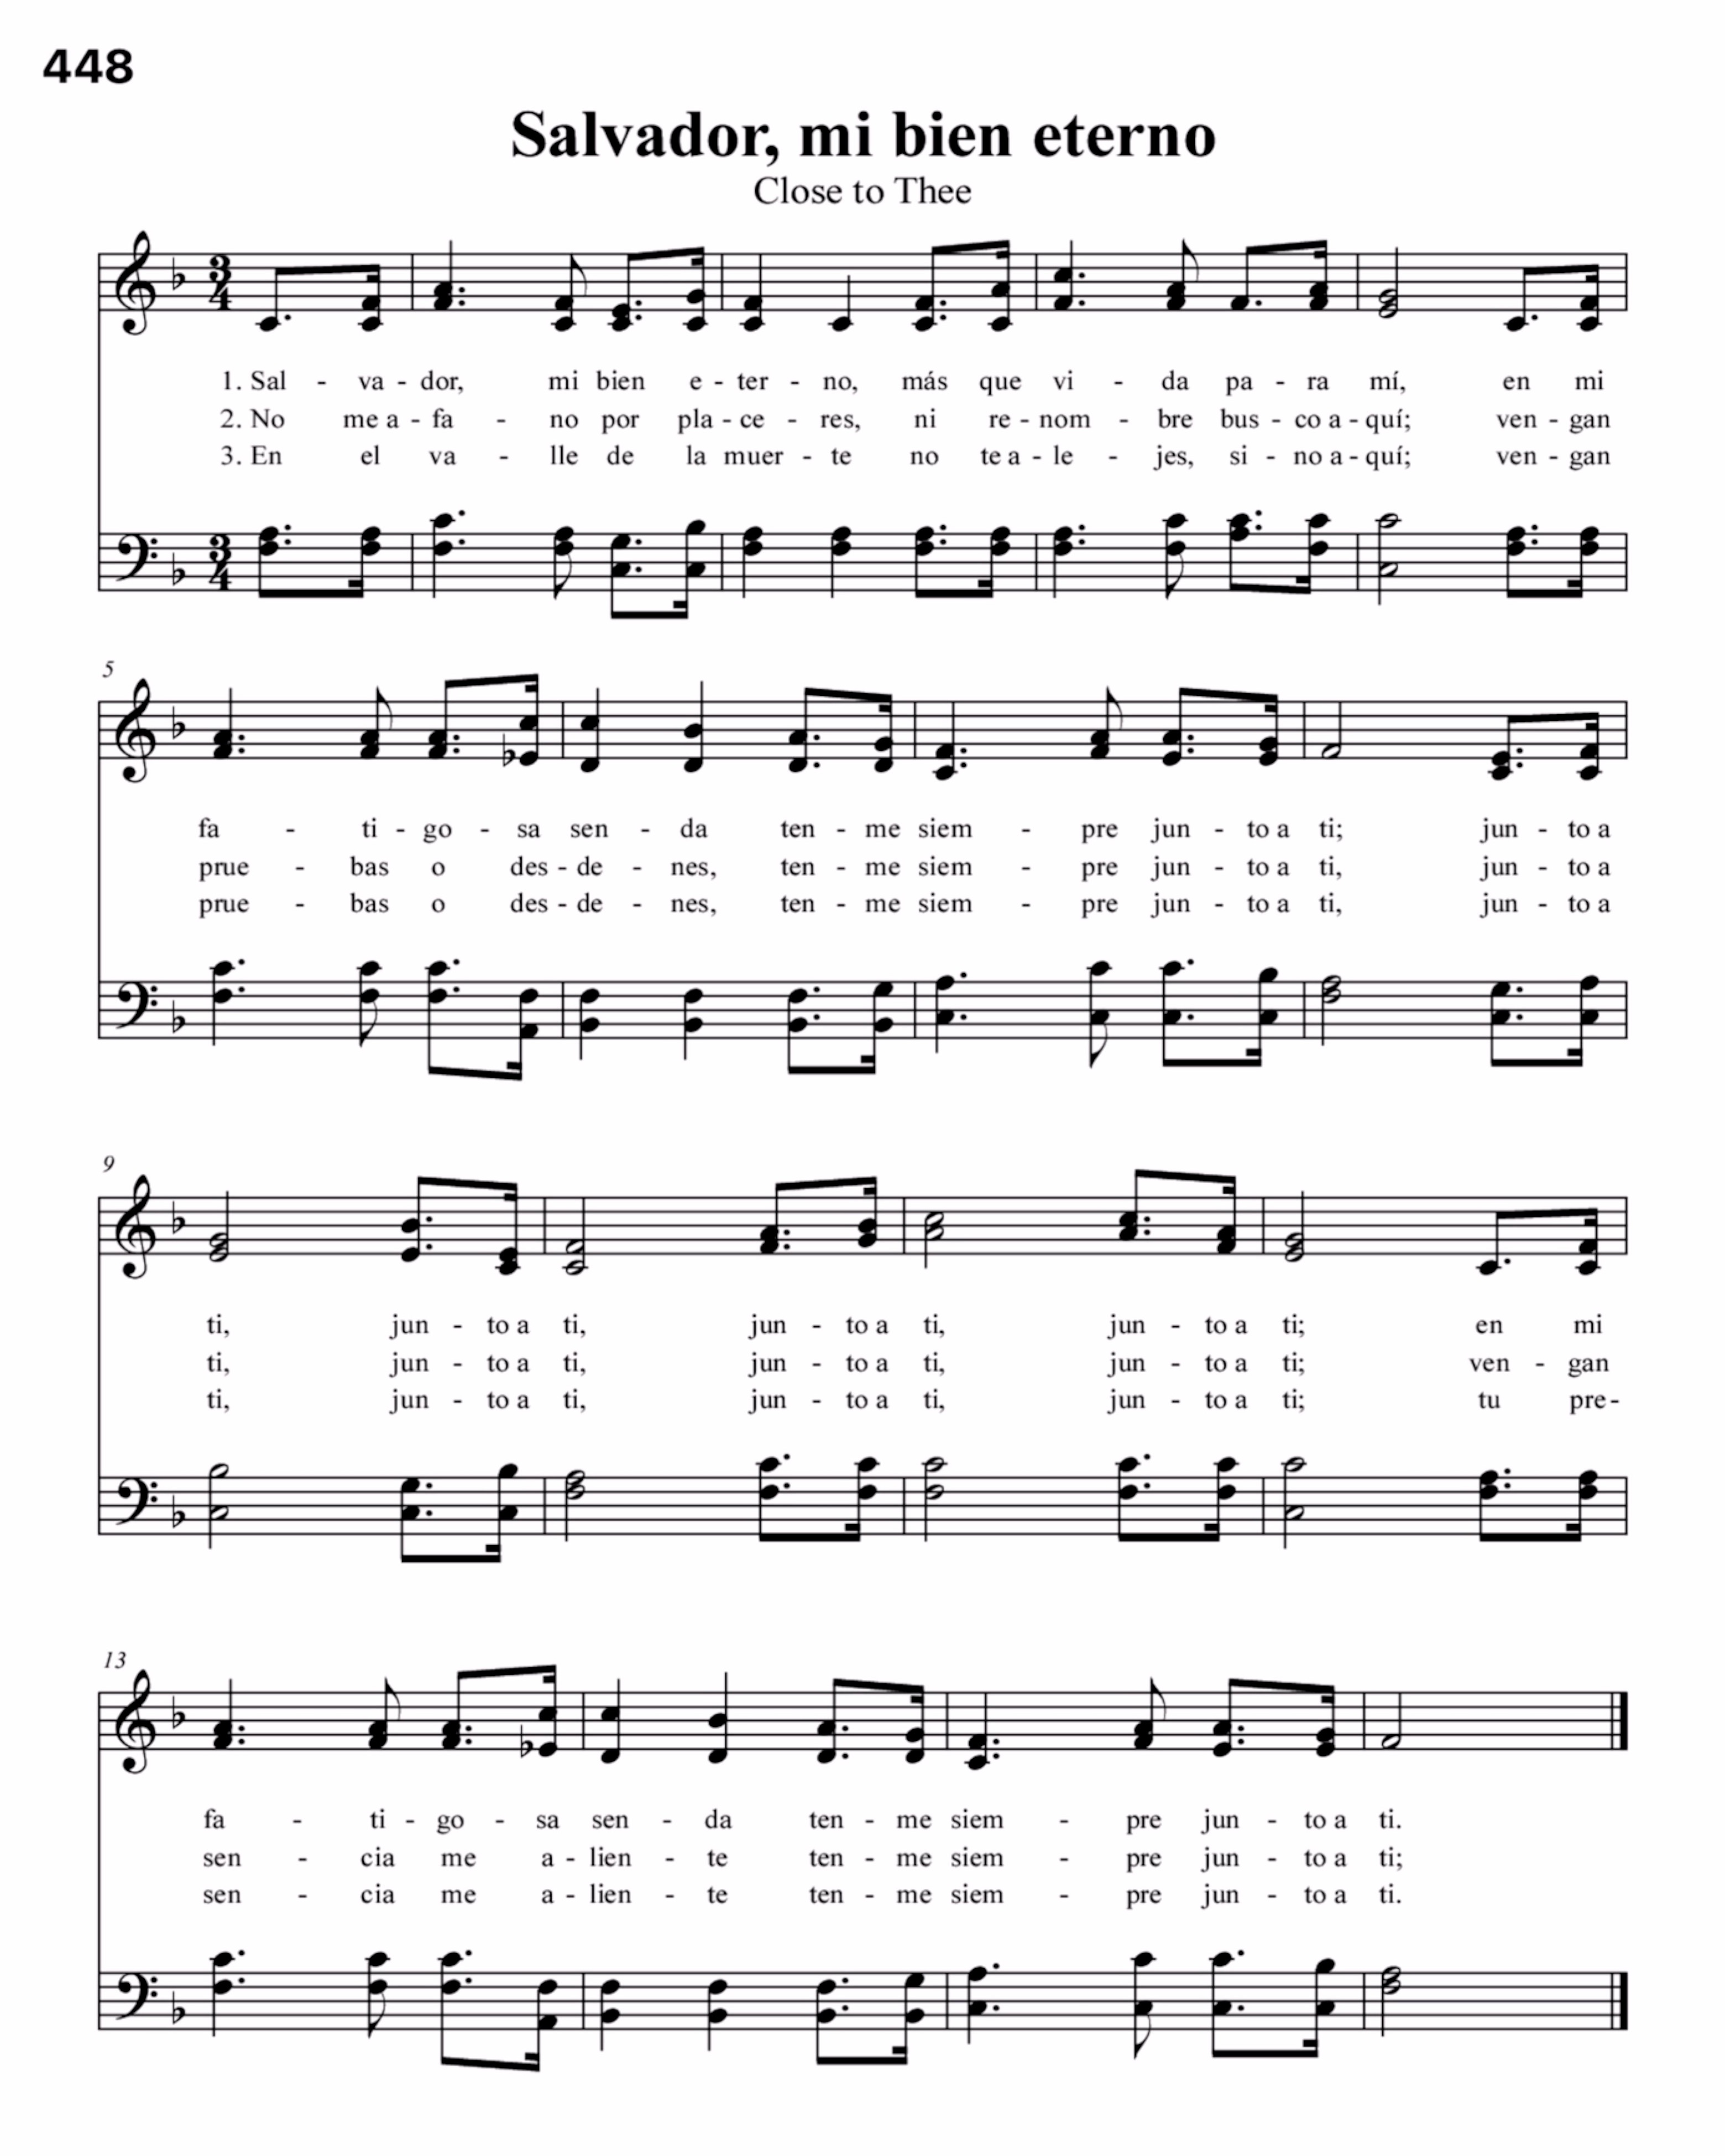 448
Salvador, mi bien eterno
Close to Thee
3
4
1. Sal - va - dor, mi bien e - ter - no, más que vi - da pa - ra mí, en mi
2. No me a - fa - no por pla - ce - res, ni re - nom - bre bus - co a - quí; ven - gan
3. En el va - lle de la muer - te no te a - le - jes, si - no a - quí; ven - gan
3
4
5
fa - ti - go - sa sen - da ten - me siem - pre jun - to a ti; jun - to a
prue - bas o des - de - nes, ten - me siem - pre jun - to a ti, jun - to a
prue - bas o des - de - nes, ten - me siem - pre jun - to a ti, jun - to a
9
ti, jun - to a ti, jun - to a ti, jun - to a ti; en mi
ti, jun - to a ti, jun - to a ti, jun - to a ti; ven - gan
ti, jun - to a ti, jun - to a ti, jun - to a ti; tu pre-
13
fa - ti - go - sa sen - da ten - me siem - pre jun - to a ti.
sen - cia me a - lien - te ten - me siem - pre jun - to a ti;
sen - cia me a - lien - te ten - me siem - pre jun - to a ti.